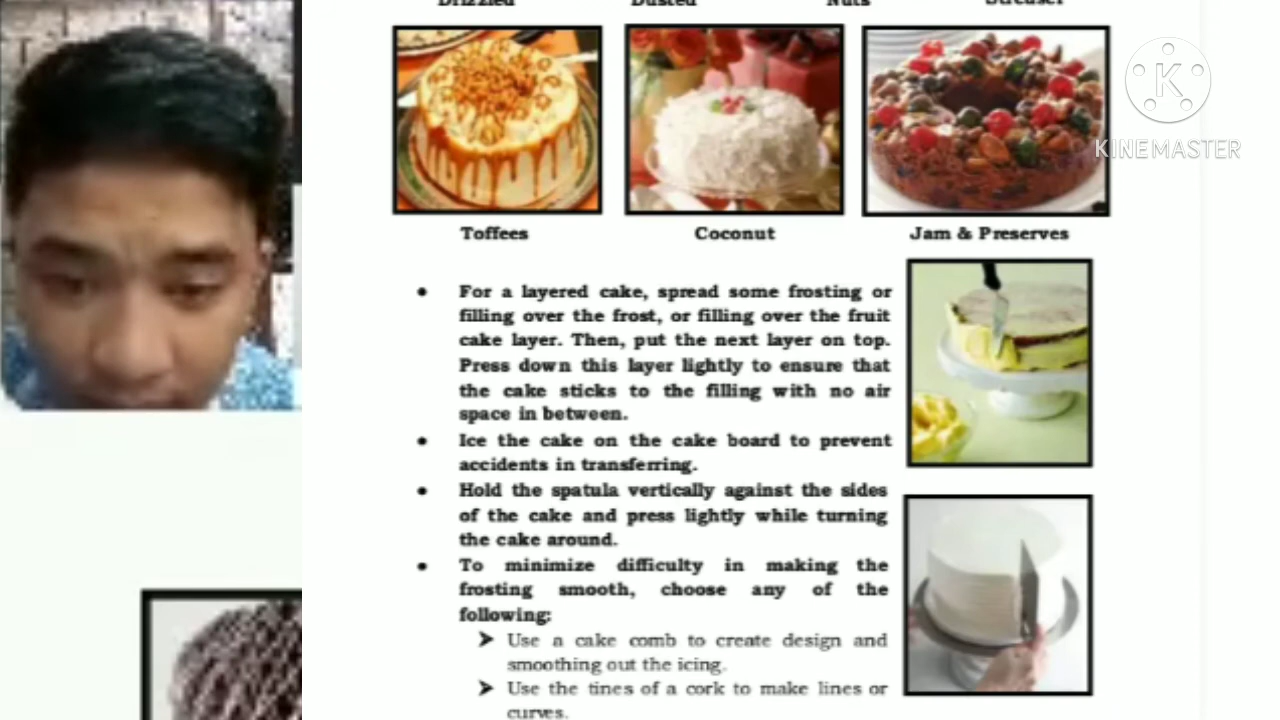 Drizzled Dusted Nuts Streusel
K
KINEMASTER
Toffees Coconut Jam & Preserves
• For a layered cake, spread some frosting or
filling over the frost, or filling over the fruit
cake layer. Then, put the next layer on top.
Press down this layer lightly to ensure that
the cake sticks to the filling with no air
space in between.
• Ice the cake on the cake board to prevent
accidents in transferring.
• Hold the spatula vertically against the sides
of the cake and press lightly while turning
the cake around.
• To minimize difficulty in making the
frosting smooth, choose any of the
following:
➤ Use a cake comb to create design and
smoothing out the icing.
➤ Use the tines of a cork to make lines or
curves.